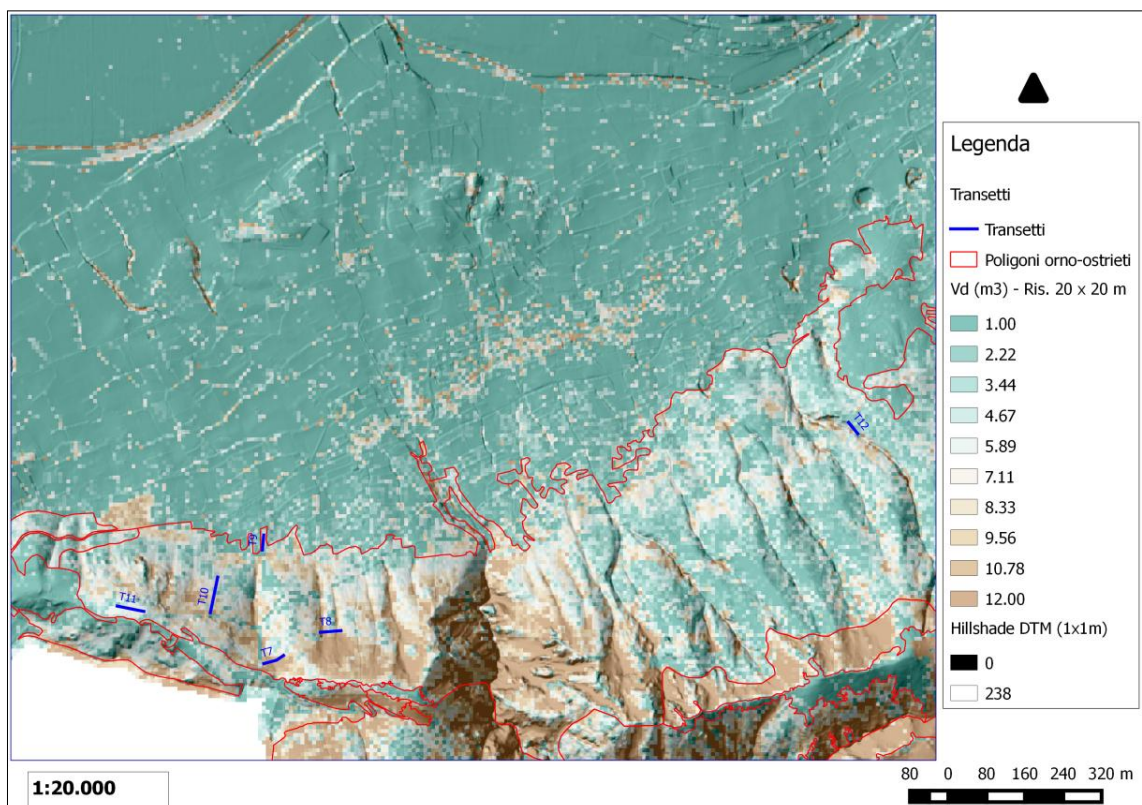 Legenda
Transetti
Transetti
Poligoni orno-ostrieti
Vd (m3) - Ris. 20 x 20 m
1.00
2.22
3.44
4.67
5.89
7.11
8.33
9.56
10.78
12.00
Hillshade DTM (1x1m)
0
238
T12
T9
T10
T11
T8
T7
1:20.000
80 0 80 160 240 320 m